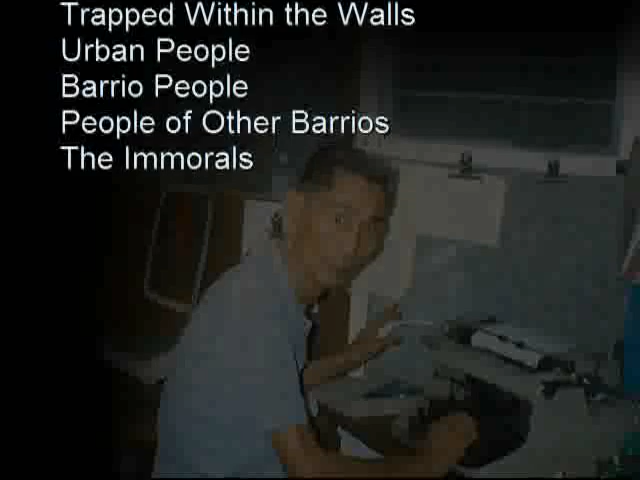 Trapped Within the Walls
Urban People
Barrio People
People of Other Barrios
The Immorals